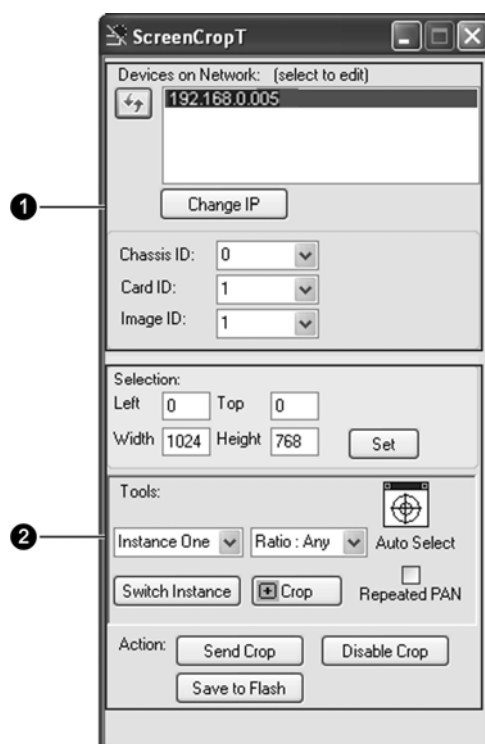 ScreenCropT
Devices on Network: (select to edit)
192.168.0.005
Change IP
1
Chassis ID: 0
Card ID: 1
Image ID: 1
Selection:
Left 0 Top 0
Width 1024 Height 768 Set
Tools:
2
Instance One Ratio : Any Auto Select
Switch Instance Crop Repeated PAN
Action: Send Crop Disable Crop
Save to Flash